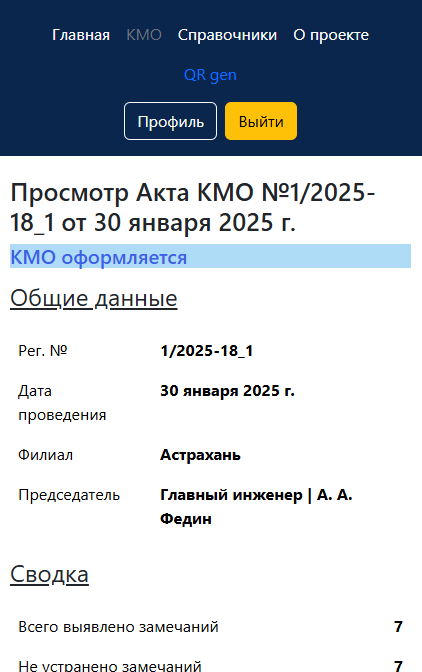 Главная КМО Справочники О проекте
QR gen
Профиль Выйти
Просмотр Акта КМО №1/2025-
18_1 от 30 января 2025 г.
КМО оформляется
Общие данные
Рег. № 1/2025-18_1
Дата 30 января 2025 г.
проведения
Филиал Астрахань
Председатель Главный инженер | А. А.
Федин
Сводка
Всего выявлено замечаний 7
Не устранено замечаний 7